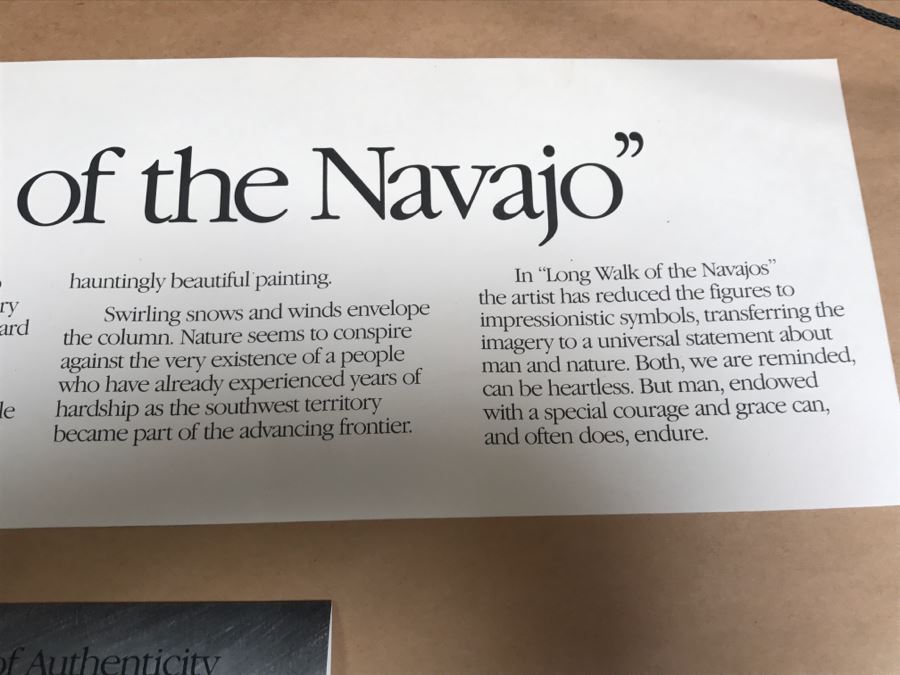 of the Navajo”
ry
ard
hauntingly beautiful painting.
Swirling snows and winds envelope
the column. Nature seems to conspire
against the very existence of a people
who have already experienced years of
hardship as the southwest territory
became part of the advancing frontier.
In “Long Walk of the Navajos”
the artist has reduced the figures to
impressionistic symbols, transferring the
imagery to a universal statement about
man and nature. Both, we are reminded,
can be heartless. But man, endowed
with a special courage and grace can,
and often does, endure.
of Authenticity